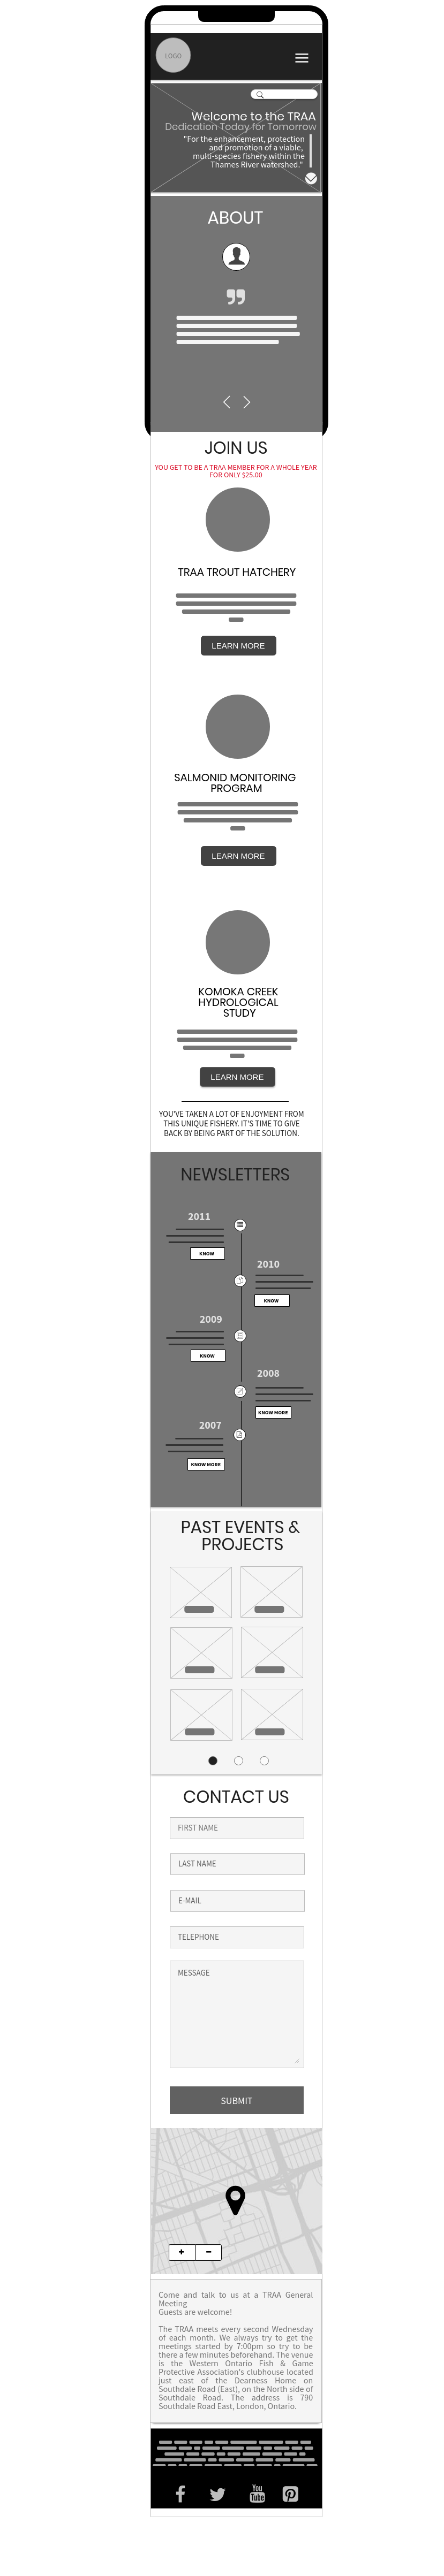 LOGO
Welcome to the TRAA
Dedication Today for Tomorrow
"For the enhancement, protection
and promotion of a viable,
multi-species fishery within the
Thames River watershed."
ABOUT
JOIN US
YOU GET TO BE A TRAA MEMBER FOR A WHOLE YEAR
FOR ONLY $25.00
TRAA TROUT HATCHERY
LEARN MORE
SALMONID MONITORING
PROGRAM
LEARN MORE
KOMOKA CREEK
HYDROLOGICAL
STUDY
LEARN MORE
YOU'VE TAKEN A LOT OF ENJOYMENT FROM
THIS UNIQUE FISHERY. IT'S TIME TO GIVE
BACK BY BEING PART OF THE SOLUTION.
NEWSLETTERS
2011
KNOW
2010
KNOW
2009
KNOW
2008
KNOW MORE
2007
KNOW MORE
PAST EVENTS &
PROJECTS
CONTACT US
FIRST NAME
LAST NAME
E-MAIL
TELEPHONE
MESSAGE
SUBMIT
Come and talk to us at a TRAA General
Meeting
Guests are welcome!
The TRAA meets every second Wednesday
of each month. We always try to get the
meetings started by 7:00pm so try to be
there a few minutes beforehand. The venue
is the Western Ontario Fish & Game
Protective Association's clubhouse located
just east of the Dearness Home on
Southdale Road (East), on the North side of
Southdale Road. The address is 790
Southdale Road East, London, Ontario.
You
Tube